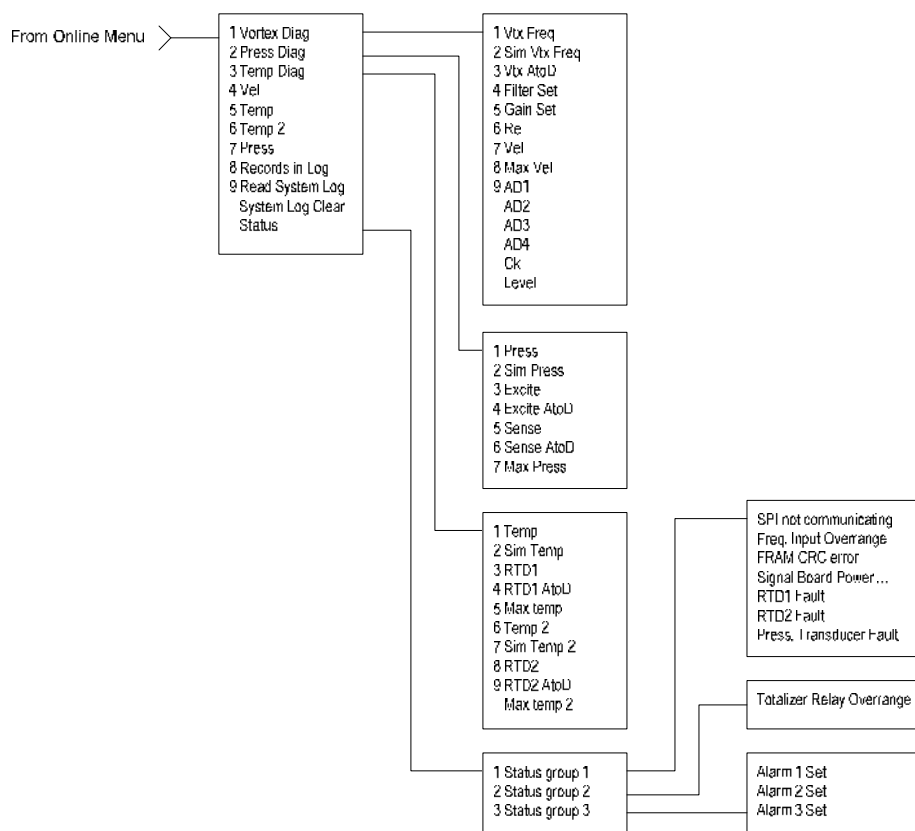 From Online Menu
1 Vortex Diag
2 Press Diag
3 Temp Diag
4 Vel
5 Temp
6 Temp 2
7 Press
8 Records in Log
9 Read System Log
System Log Clear
Status
1 Vtx Freq
2 Sim Vtx Freq
3 Vtx AtoD
4 Filter Set
5 Gain Set
6 Re
7 Vel
8 Max Vel
9 AD1
AD2
AD3
AD4
Ck
Level
1 Press
2 Sim Press
3 Excite
4 Excite AtoD
5 Sense
6 Sense AtoD
7 Max Press
1 Temp
2 Sim Temp
3 RTD1
4 RTD1 AtoD
5 Max temp
6 Temp 2
7 Sim Temp 2
8 RTD2
9 RTD2 AtoD
Max temp 2
1 Status group 1
2 Status group 2
3 Status group 3
SPI not communicating
Freq. Input Overrange
FRAM CRC error
Signal Board Power...
RTD1 Fault
RTD2 Fault
Press. Transducer Fault
Totalizer Relay Overrange
Alarm 1 Set
Alarm 2 Set
Alarm 3 Set